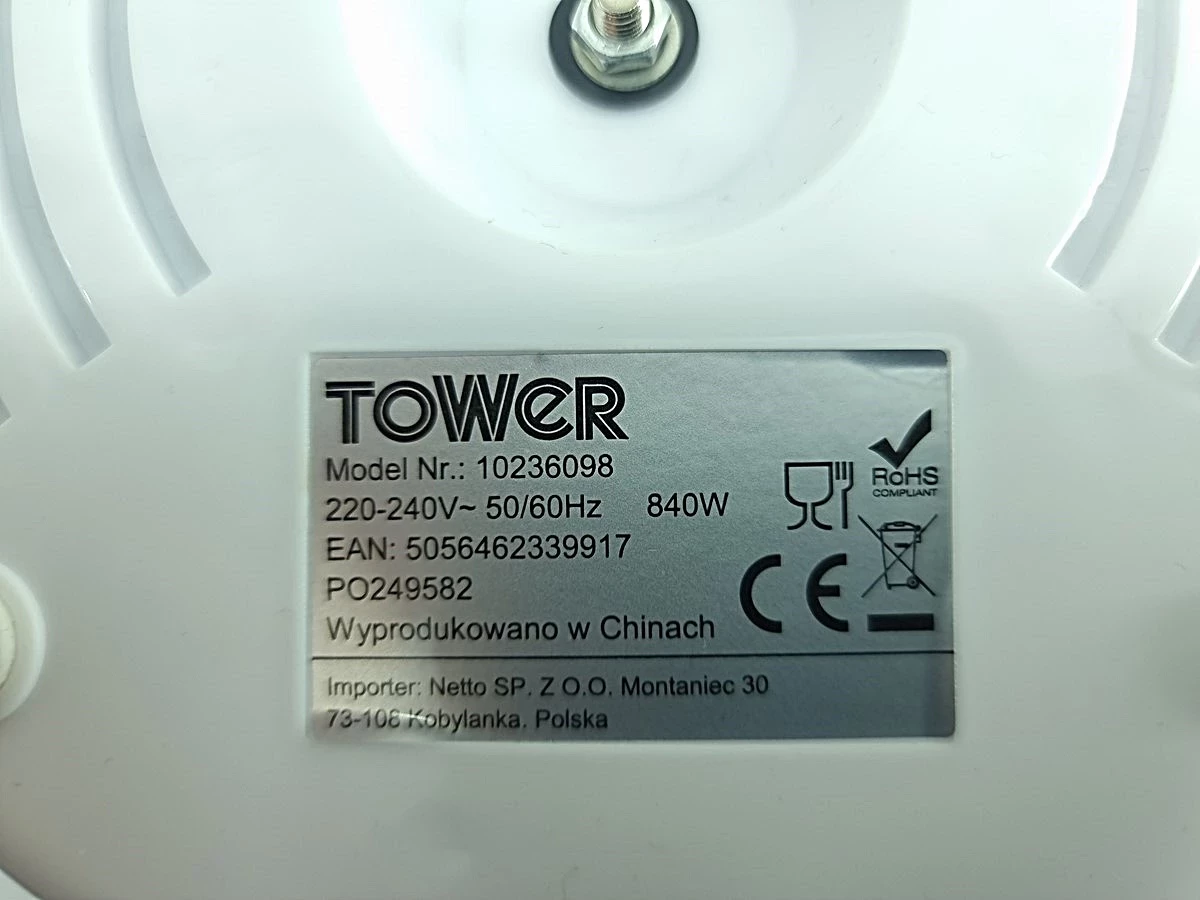 TOWER
Model Nr.: 10236098
220-240V~ 50/60Hz 840W
EAN: 5056462339917
PO249582
Wyprodukowano w Chinach
RoHS
COMPLIANT
CE
Importer: Netto SP. Z O.O. Montaniec 30
73-108 Kobylanka. Polska